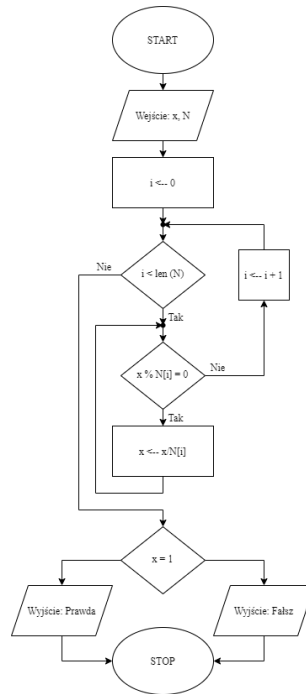 START
Wejście: x, N
i <-- 0
Nie
i < len (N)
i <-- i + 1
Tak
x % N[i] = 0
Nie
Tak
x <-- x/N[i]
x = 1
Wyjście: Prawda
Wyjście: Fałsz
STOP